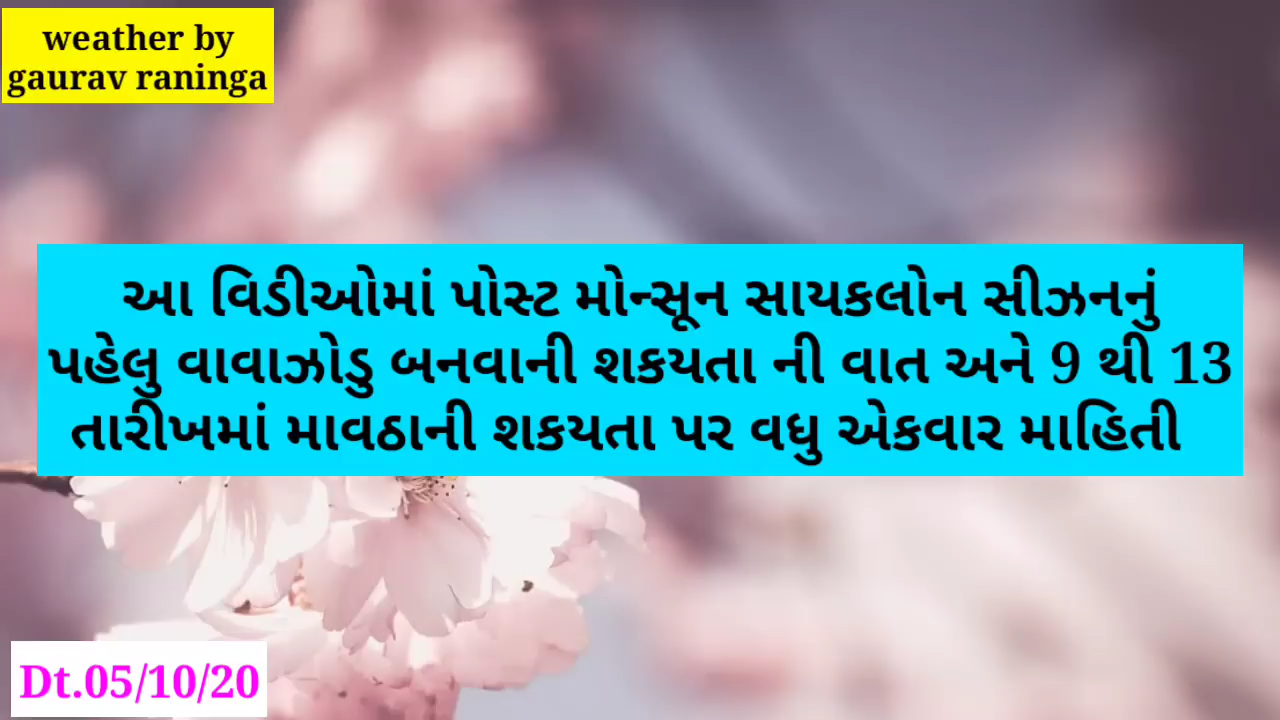 weather by
gaurav raninga
આ વિડીઓમાં પોસ્ટ મોન્સૂન સાયકલોન સીઝનનું
પહેલુ વાવાઝોડુ બનવાની શકયતા ની વાત અને 9 થી 13
તારીખમાં માવઠાની શકયતા પર વધુ એકવાર માહિતી
Dt.05/10/20